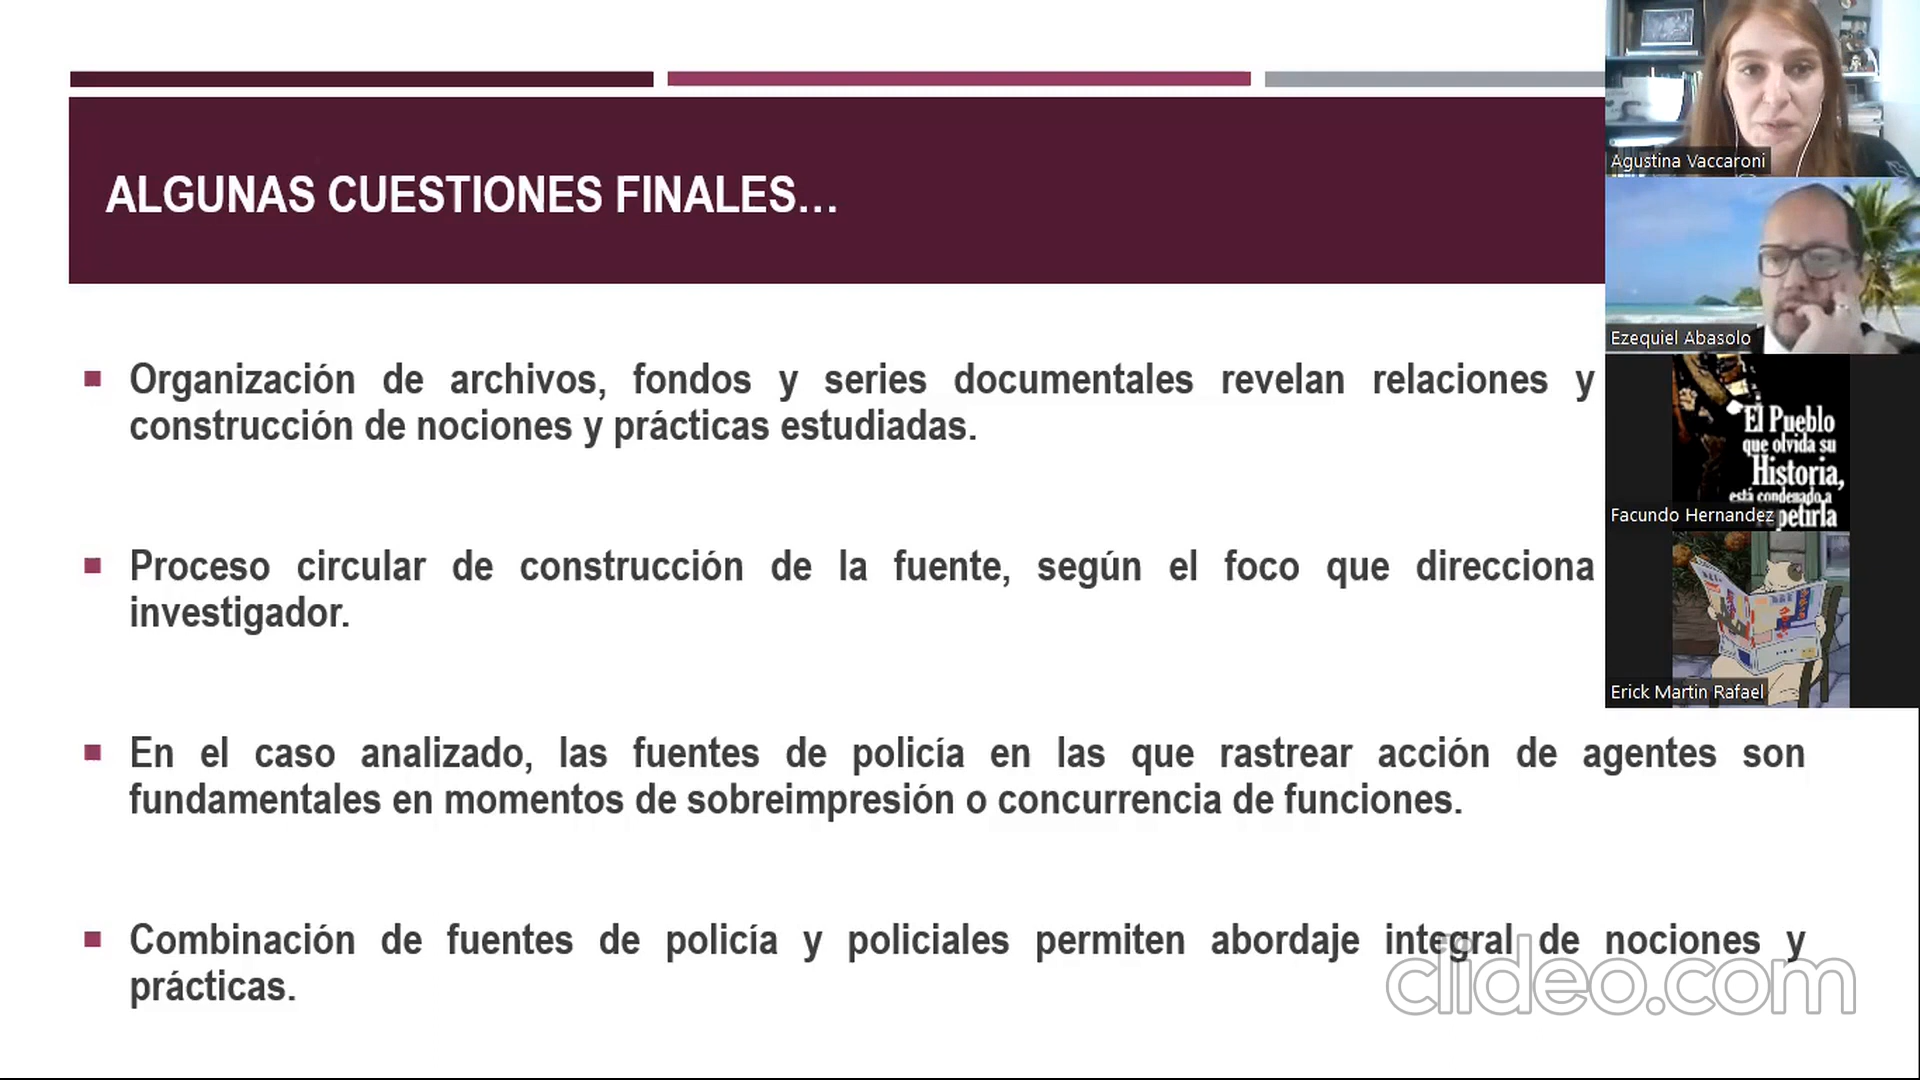 ALGUNAS CUESTIONES FINALES...
Organización de archivos, fondos y series documentales revelan relaciones y
construcción de nociones y prácticas estudiadas.
Proceso circular de construcción de la fuente, según el foco que direcciona
investigador.
En el caso analizado, las fuentes de policía en las que rastrear acción de agentes son
fundamentales en momentos de sobreimpresión o concurrencia de funciones.
Combinación de fuentes de policía y policiales permiten abordaje integral de nociones y
prácticas.
Agustina Vaccaroni
Ezequiel Abasolo
El Pueblo
que olvida su
Historia,
está condenado a
repetirla
Facundo Hernandez
Erick Martin Rafael
clideo.com